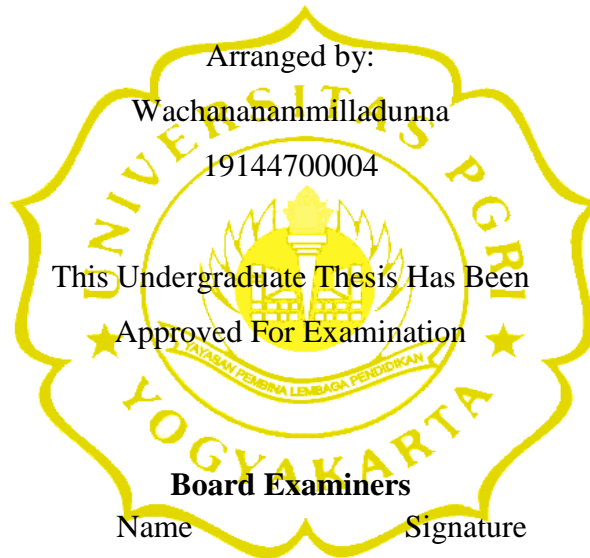 Arranged by:
Wachananammilladunna
19144700004
This Undergraduate Thesis Has Been
Approved For Examination
Board Examiners
Name Signature
UNIVERSITAS PGRI
YOGYAKARTA
YAYASAN PEMBINA LEMBAGA PENDIDIKAN